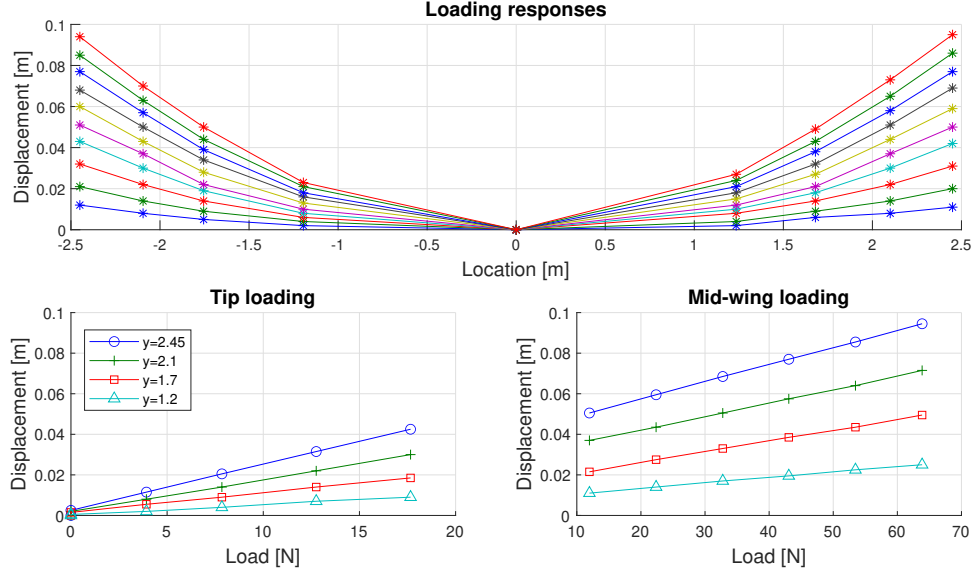 Loading responses
Displacement [m]
0.1
0.08
0.06
0.04
0.02
0
-2.5 -2 -1.5 -1 -0.5 0 0.5 1 1.5 2 2.5
Location [m]
Tip loading
Displacement [m]
0.1
0.08
0.06
0.04
0.02
0
y=2.45
y=2.1
y=1.7
y=1.2
0 5 10 15 20
Load [N]
Mid-wing loading
Displacement [m]
0.1
0.08
0.06
0.04
0.02
0
10 20 30 40 50 60 70
Load [N]